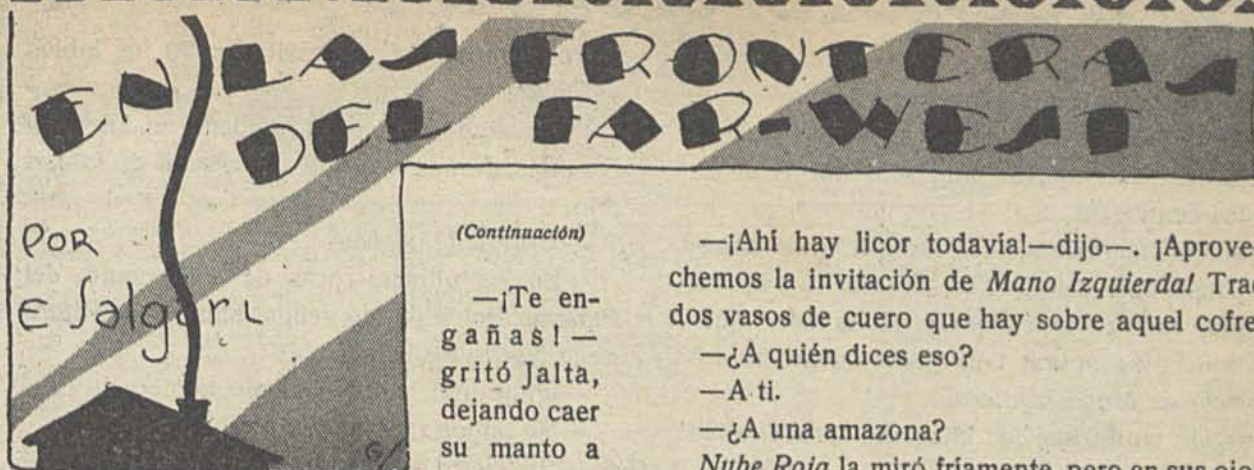 EN LAS FRONTERAS
DEL FAR-WEST
POR
E Salgari
(Continuación)
—¡Te en-
gañas! —
gritó Jalta,
dejando caer
su manto a
—¡Ahí hay licor todavía!—dijo—. ¡Aprove-
chemos la invitación de Mano Izquierda! Trae
dos vasos de cuero que hay sobre aquel cofre.
—¿A quién dices eso?
—A ti.
—¿A una amazona?
Nube Roja la miró fríamente, pero en sus ojos